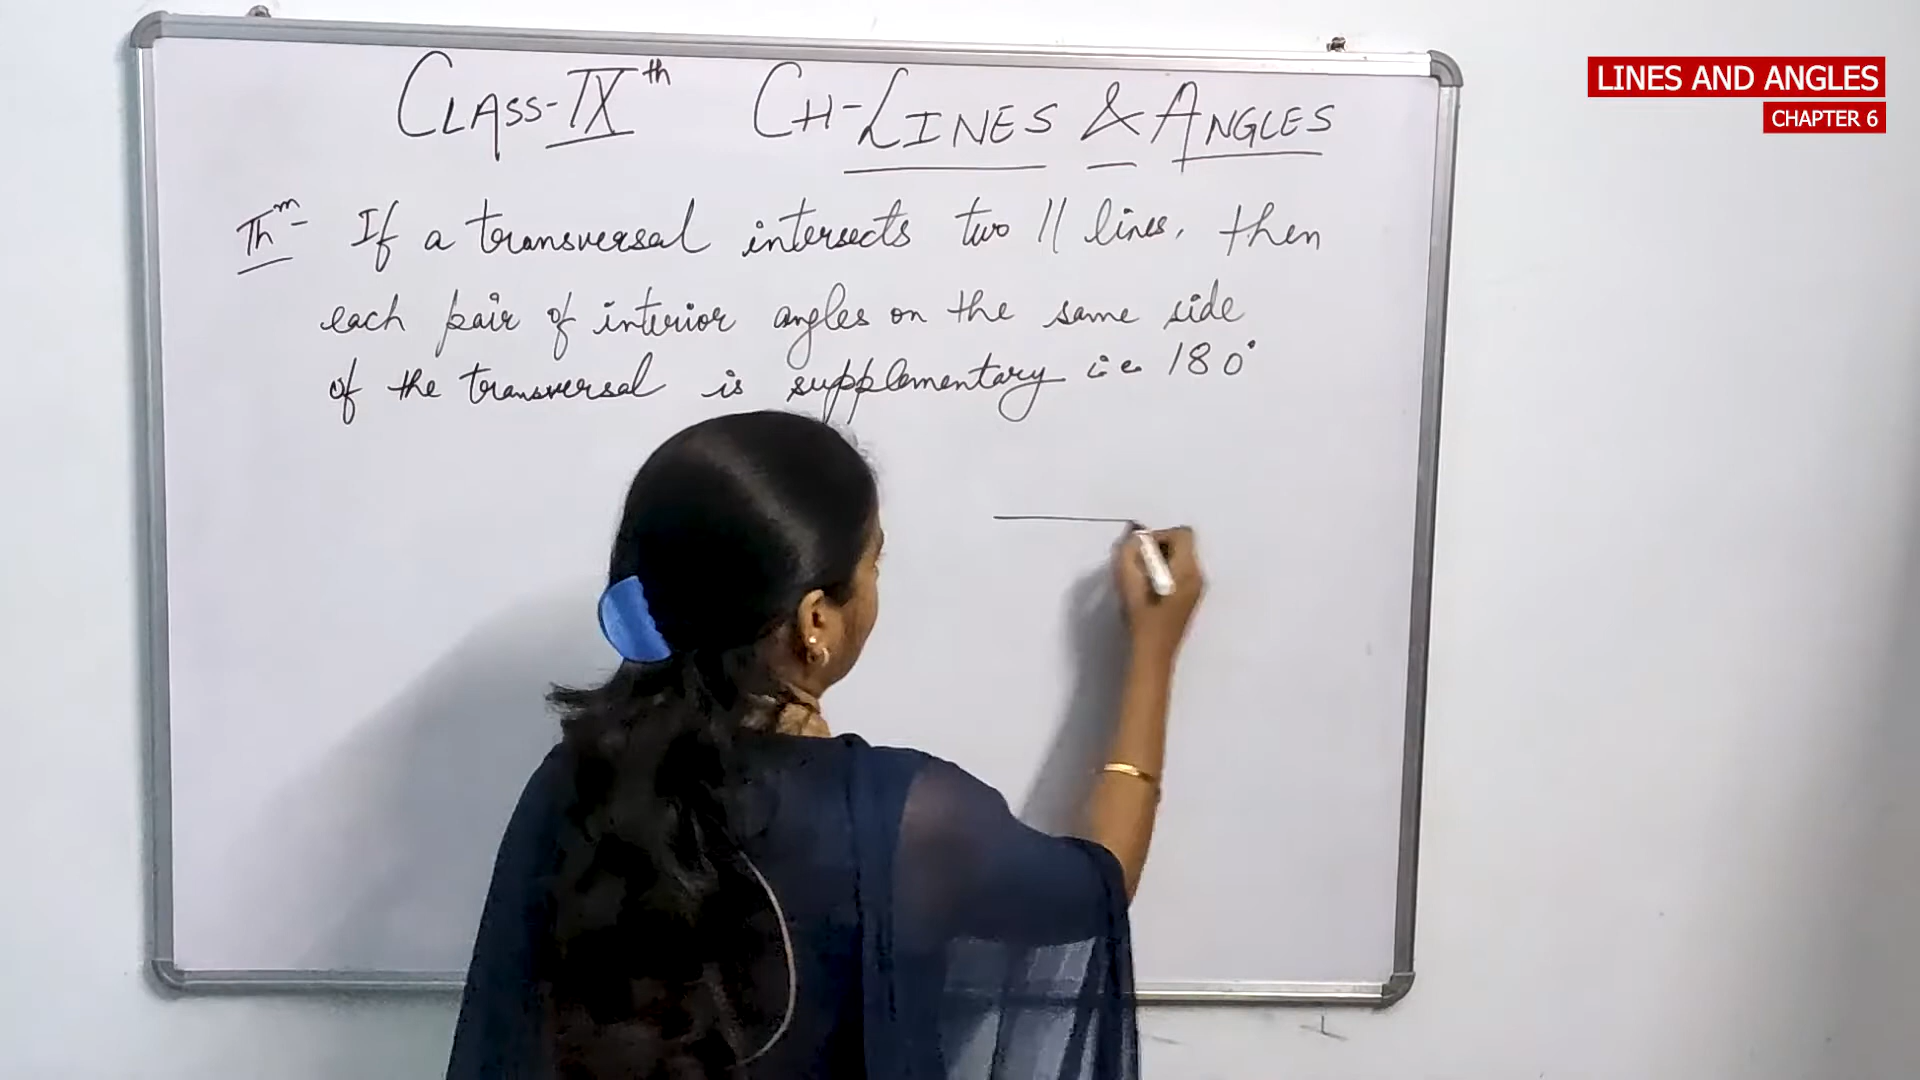 LINES AND ANGLES
CHAPTER 6
CLASS-IXth CH-LINES & ANGLES
Thm- If a transversal intersects two || lines, then
each pair of interior angles on the same side
of the transversal is supplementary i.e. 180°